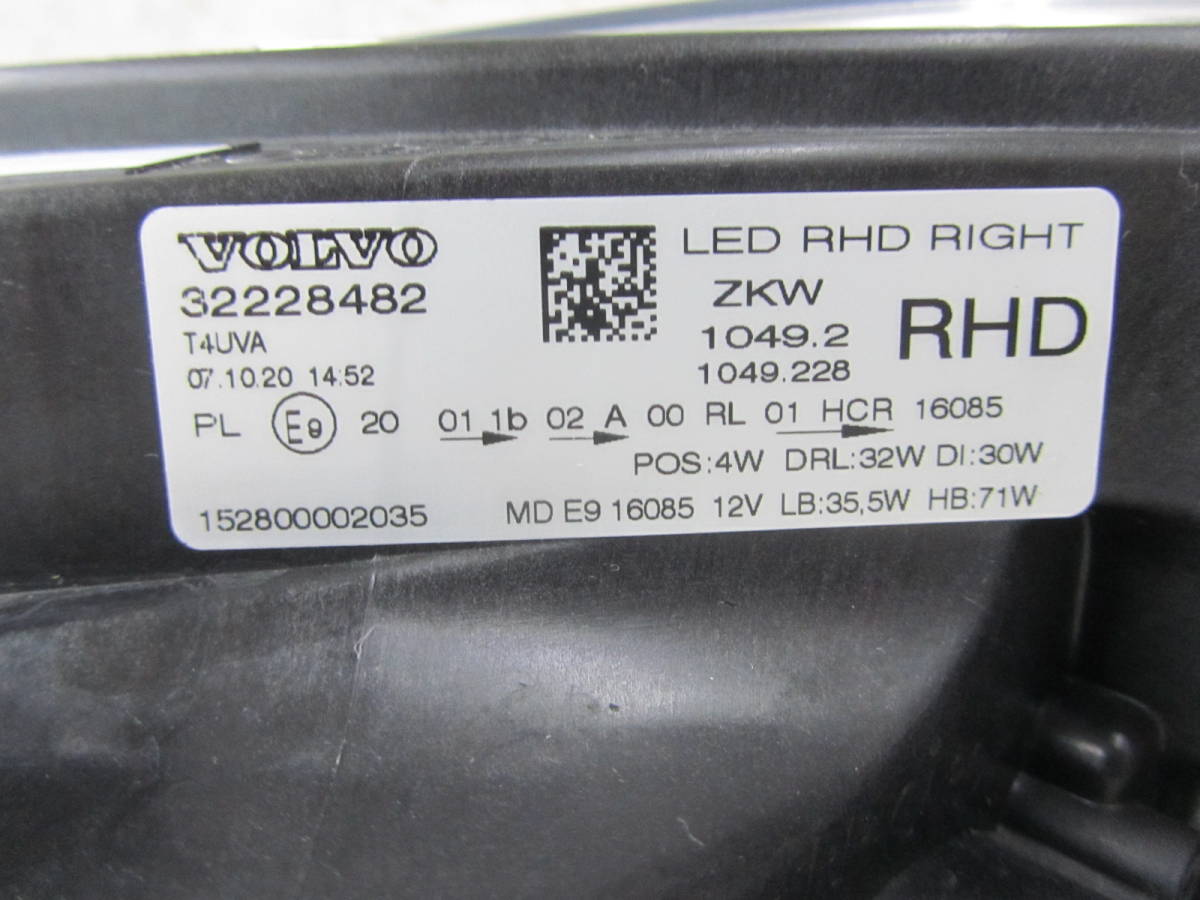 VOLVO
32228482
T4UVA
07.10.20 14:52
LED RHD RIGHT
ZKW
1049.2
1049.228
RHD
PL E9 20 01 1b 02 A 00 RL 01 HCR 16085
POS:4W DRL:32W DI:30W
152800002035 MD E9 16085 12V LB:35,5W HB:71W